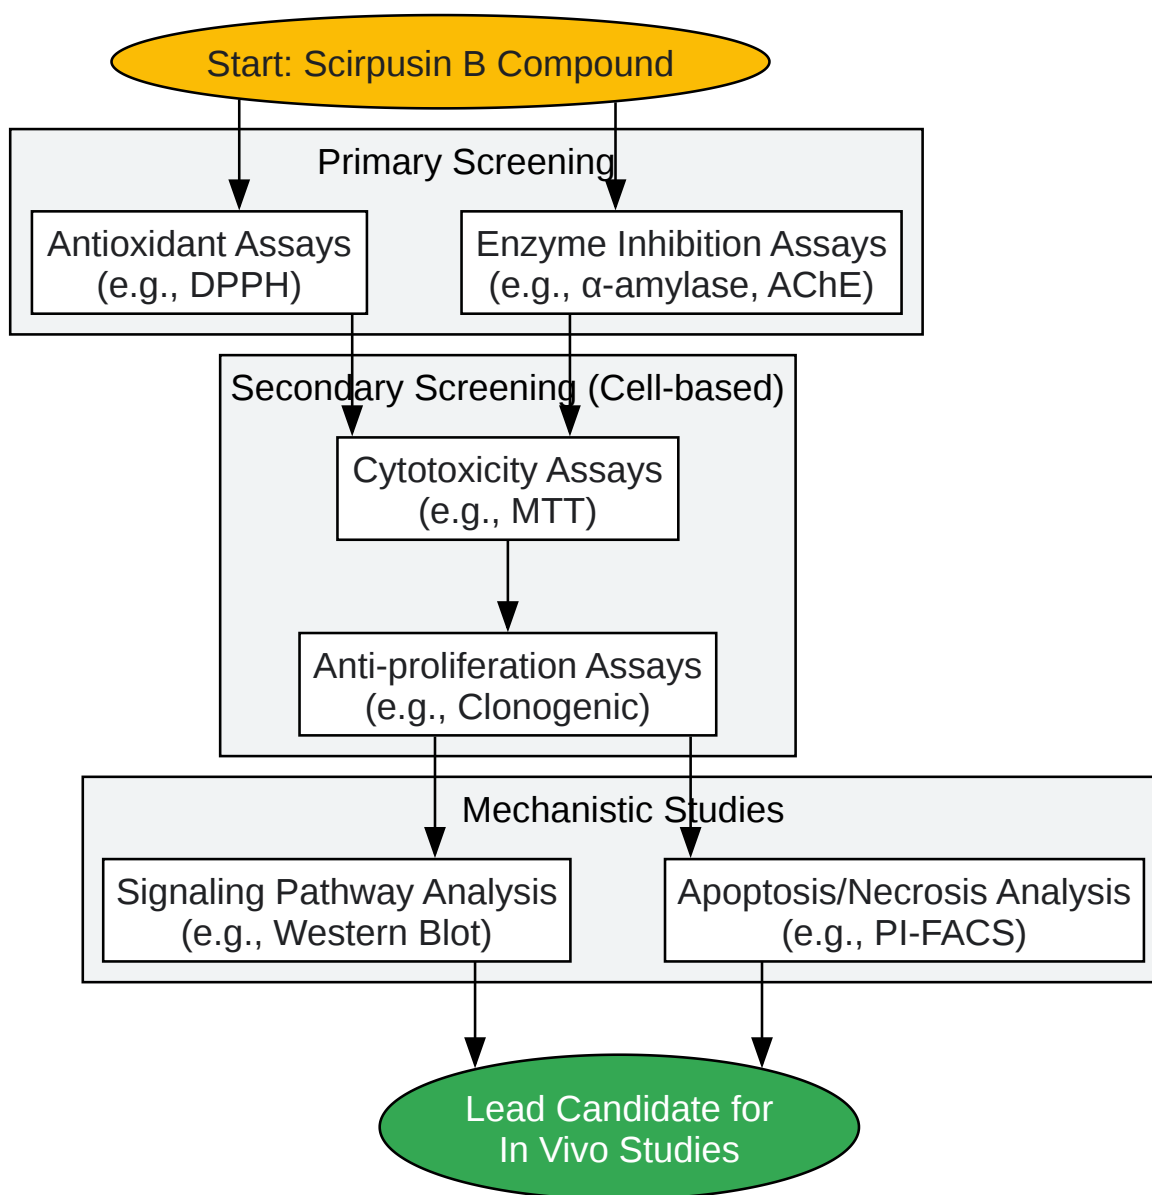 Start: Scirpusin B Compound
Primary Screening
Antioxidant Assays
(e.g., DPPH)
Enzyme Inhibition Assays
(e.g., α-amylase, AChE)
Secondary Screening (Cell-based)
Cytotoxicity Assays
(e.g., MTT)
Anti-proliferation Assays
(e.g., Clonogenic)
Mechanistic Studies
Signaling Pathway Analysis
(e.g., Western Blot)
Apoptosis/Necrosis Analysis
(e.g., PI-FACS)
Lead Candidate for
In Vivo Studies